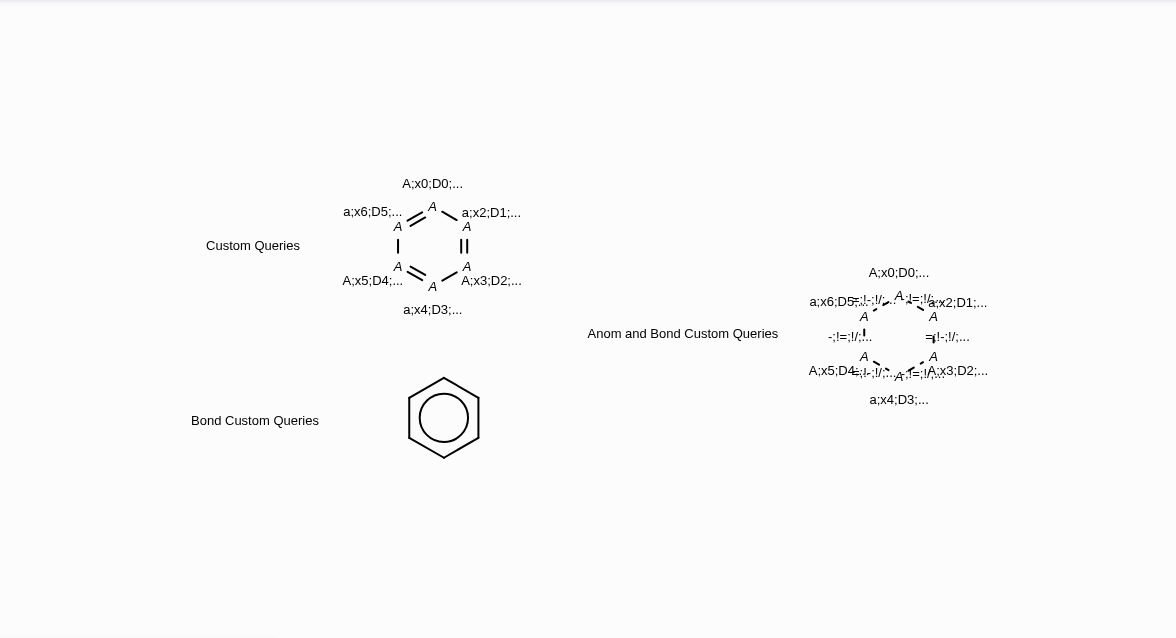 A;x0;D0;...
A
a;x6;D5;...
a;x2;D1;...
A
A
Custom Queries
A
A
A;x5;D4;...
A;x3;D2;...
A
a;x4;D3;...
A;x0;D0;...
A
=;!-;!/;...
-;!=;!/;...
a;x6;D5;...
a;x2;D1;...
A
A
Anom and Bond Custom Queries
-;!=;!/;...
=;!-;!/;...
A
A
A;x5;D4;...
A;x3;D2;...
=;!-;!/;...
-;!=;!/;...
A
a;x4;D3;...
Bond Custom Queries